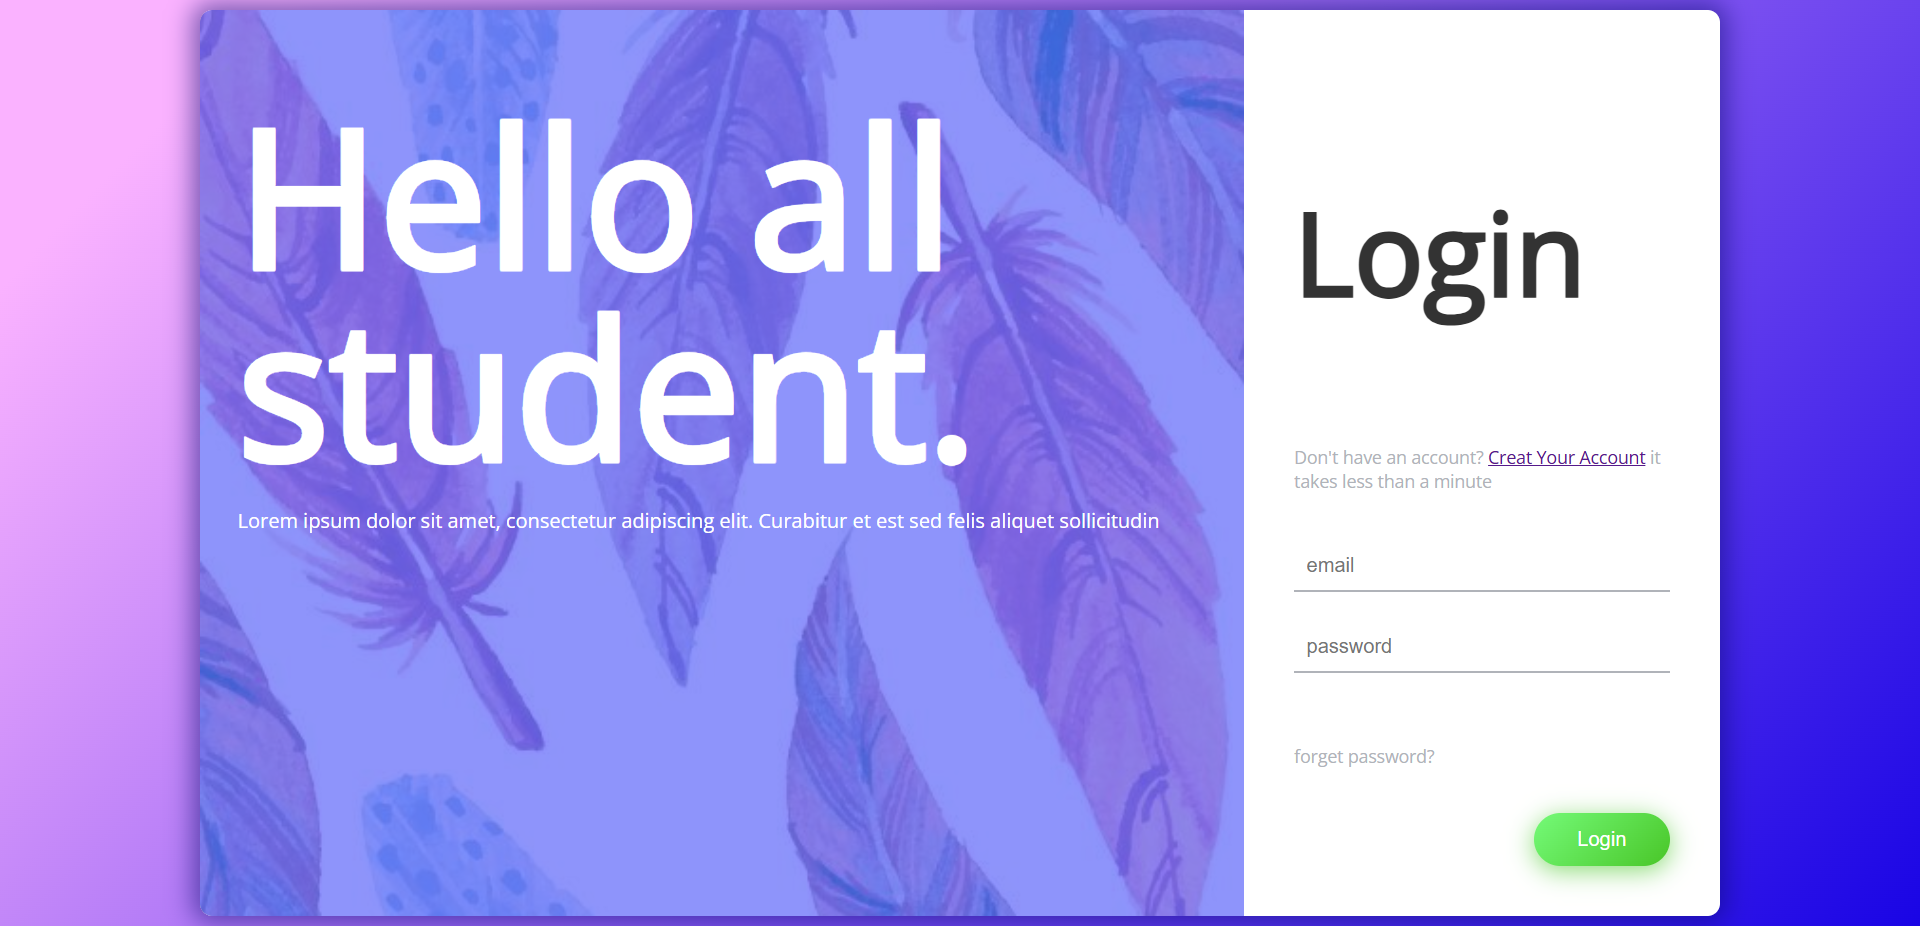 Hello all
student.
Lorem ipsum dolor sit amet, consectetur adipiscing elit. Curabitur et est sed felis aliquet sollicitudin
Login
Don't have an account? Creat Your Account it
takes less than a minute
email
password
forget password?
Login